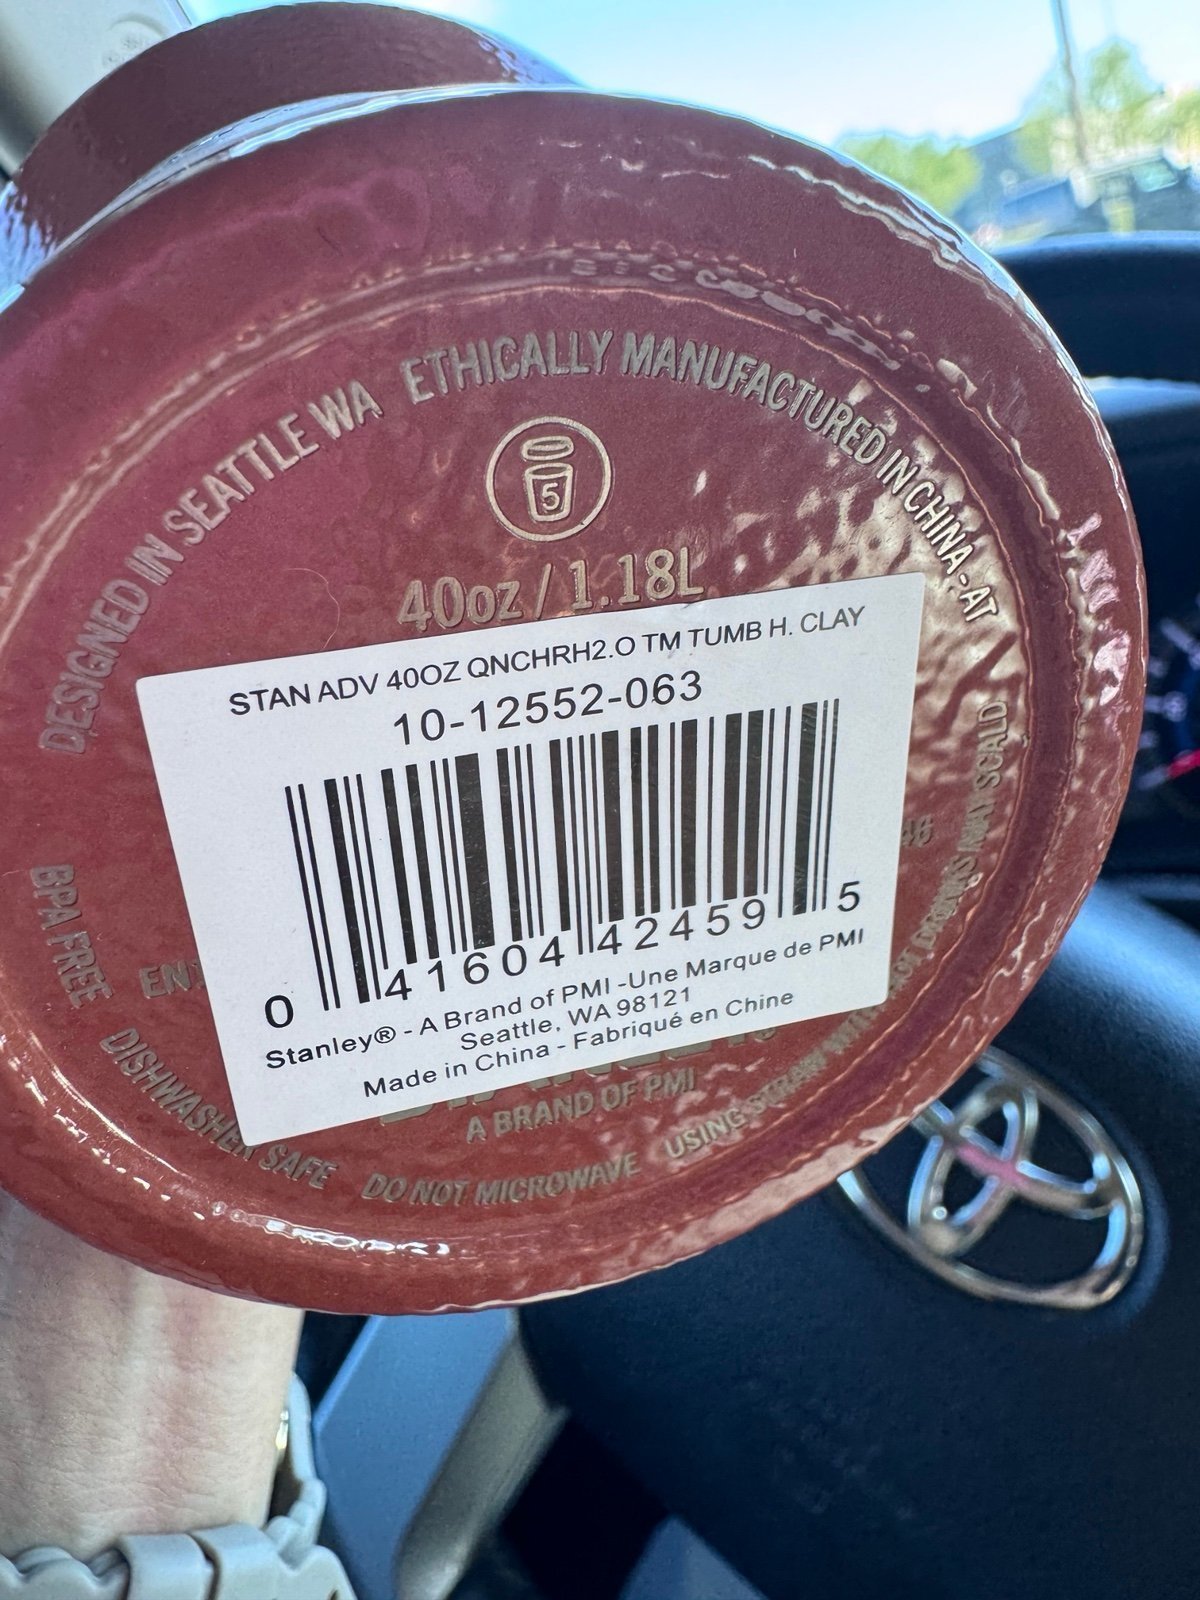 DESIGNED IN SEATTLE WA ETHICALLY MANUFACTURED IN CHINA - AT
5
40oz / 1.18L
STAN ADV 40OZ QNCHRH2.O TM TUMB H. CLAY
10-12552-063
0 41604 42459 5
Stanley® - A Brand of PMI -Une Marque de PMI
Seattle, WA 98121
Made in China - Fabriqué en Chine
A BRAND OF PMI
BPA FREE DISHWASHER SAFE DO NOT MICROWAVE USING STRAW DRINKS MAY SCALD